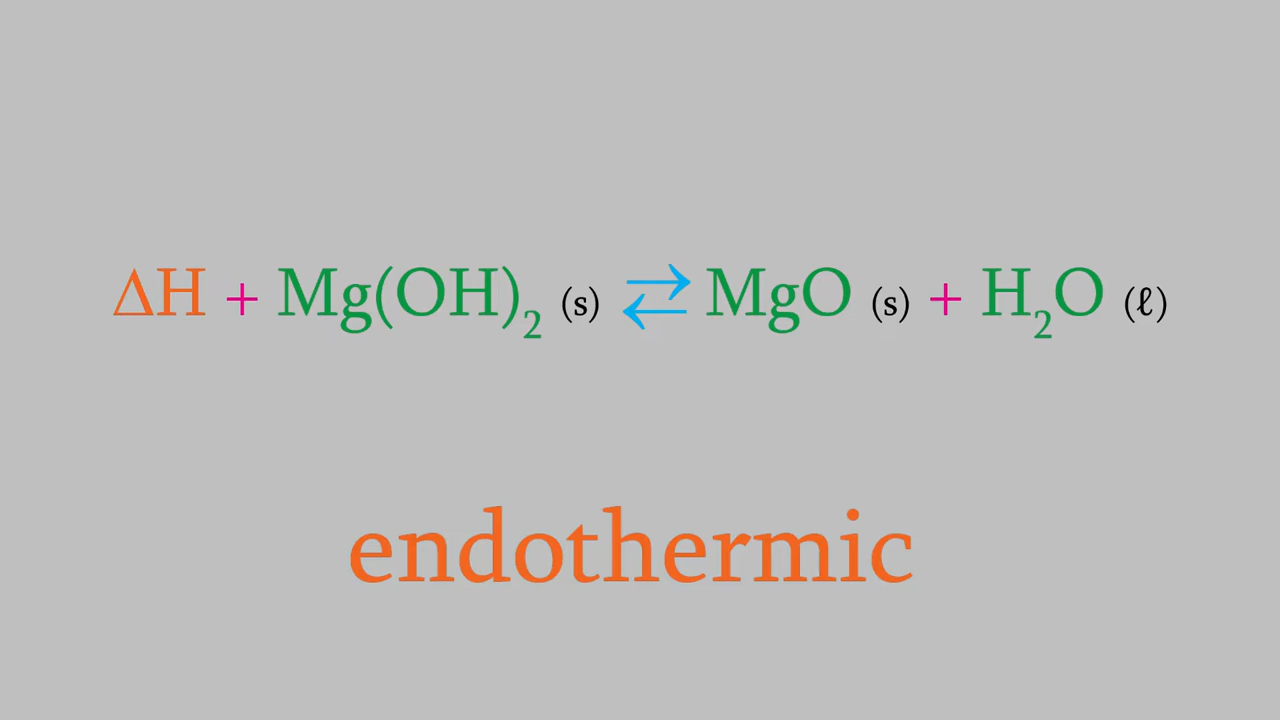 ΔH + Mg(OH)₂ (s) ⇄ MgO (s) + H₂O (ℓ)
endothermic